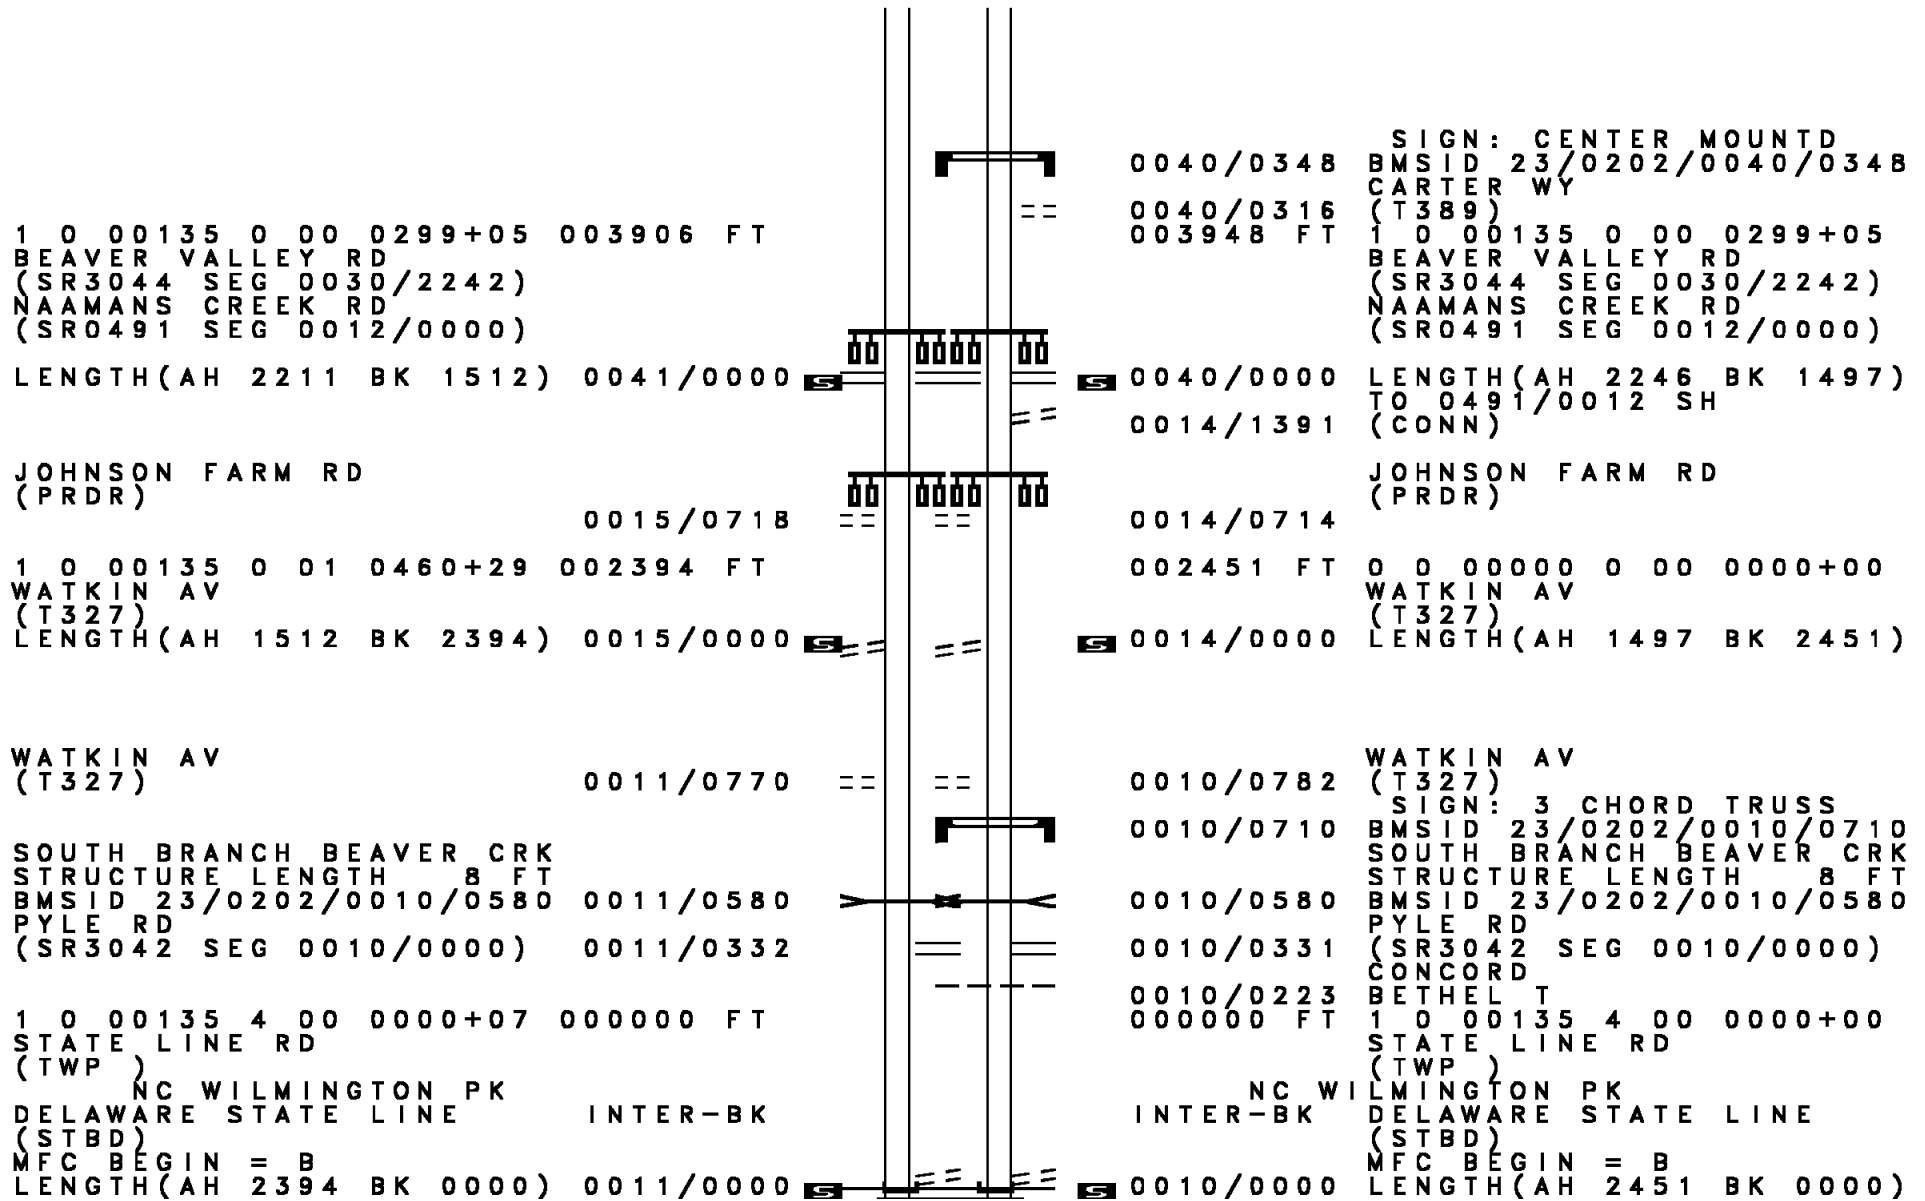 SIGN: CENTER MOUNTD
0040/0348 BMSID 23/0202/0040/0348
CARTER WY
0040/0316 (T389)
1 0 00135 0 00 0299+05 003906 FT 003948 FT 1 0 00135 0 00 0299+05
BEAVER VALLEY RD BEAVER VALLEY RD
(SR3044 SEG 0030/2242) (SR3044 SEG 0030/2242)
NAAMANS CREEK RD NAAMANS CREEK RD
(SR0491 SEG 0012/0000) (SR0491 SEG 0012/0000)
LENGTH(AH 2211 BK 1512) 0041/0000 S S 0040/0000 LENGTH(AH 2246 BK 1497)
TO 0491/0012 SH
0014/1391 (CONN)
JOHNSON FARM RD JOHNSON FARM RD
(PRDR) (PRDR)
0015/0718 0014/0714
1 0 00135 0 01 0460+29 002394 FT 002451 FT 0 0 00000 0 00 0000+00
WATKIN AV WATKIN AV
(T327) (T327)
LENGTH(AH 1512 BK 2394) 0015/0000 S S 0014/0000 LENGTH(AH 1497 BK 2451)
WATKIN AV WATKIN AV
(T327) 0011/0770 0010/0782 (T327)
SIGN: 3 CHORD TRUSS
0010/0710 BMSID 23/0202/0010/0710
SOUTH BRANCH BEAVER CRK SOUTH BRANCH BEAVER CRK
STRUCTURE LENGTH 8 FT STRUCTURE LENGTH 8 FT
BMSID 23/0202/0010/0580 0011/0580 0010/0580 BMSID 23/0202/0010/0580
PYLE RD PYLE RD
(SR3042 SEG 0010/0000) 0011/0332 0010/0331 (SR3042 SEG 0010/0000)
CONCORD
0010/0223 BETHEL T
1 0 00135 4 00 0000+07 000000 FT 000000 FT 1 0 00135 4 00 0000+00
STATE LINE RD STATE LINE RD
(TWP ) (TWP )
NC WILMINGTON PK NC WILMINGTON PK
DELAWARE STATE LINE INTER-BK INTER-BK DELAWARE STATE LINE
(STBD) (STBD)
MFC BEGIN = B MFC BEGIN = B
LENGTH(AH 2394 BK 0000) 0011/0000 S S 0010/0000 LENGTH(AH 2451 BK 0000)